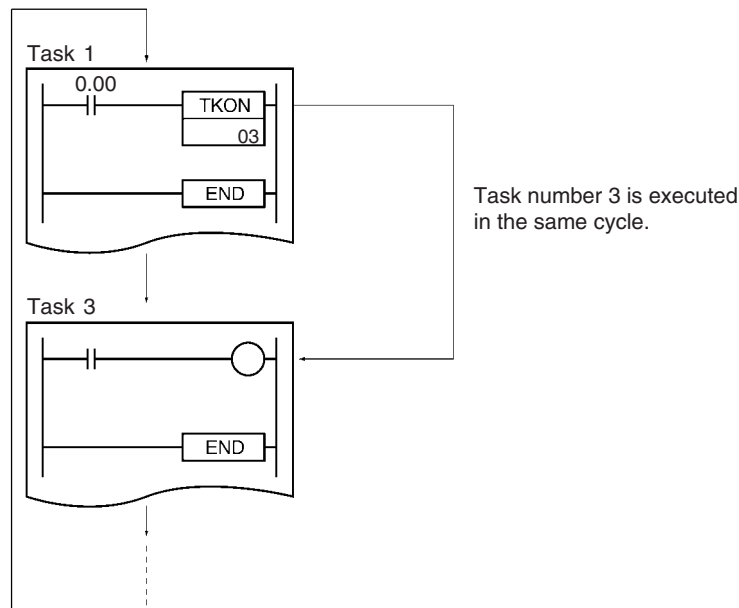 Task 1
0.00
TKON
03
END
Task number 3 is executed
in the same cycle.
Task 3
END